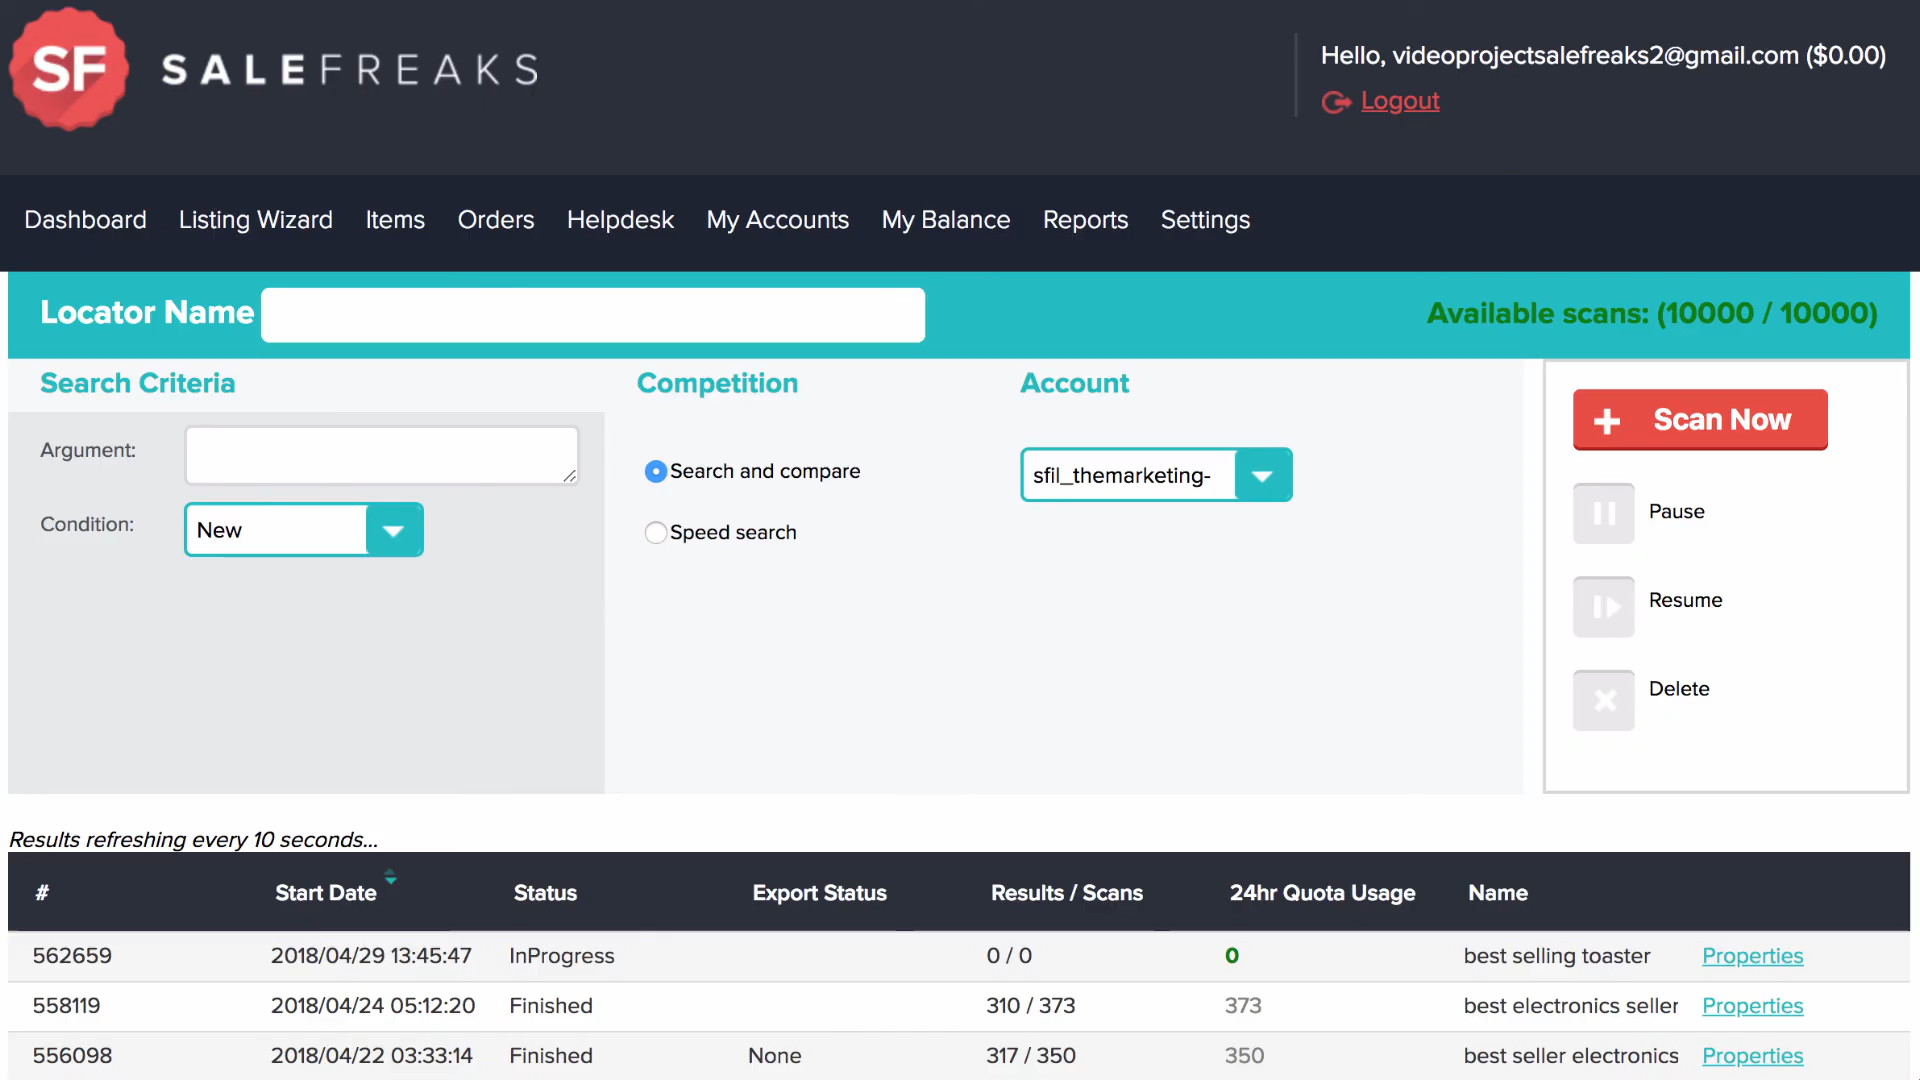 SF SALEFREAKS
Hello, videoprojectsalefreaks2@gmail.com ($0.00)
Logout
Dashboard Listing Wizard Items Orders Helpdesk My Accounts My Balance Reports Settings
Locator Name Available scans: (10000 / 10000)
Search Criteria Competition Account
Scan Now
Argument:
Search and compare sfil_themarketing-
Condition: New
Speed search
Pause
Resume
Delete
Results refreshing every 10 seconds...
# Start Date Status Export Status Results / Scans 24hr Quota Usage Name
562659 2018/04/29 13:45:47 InProgress 0 / 0 0 best selling toaster Properties
558119 2018/04/24 05:12:20 Finished 310 / 373 373 best electronics seller Properties
556098 2018/04/22 03:33:14 Finished None 317 / 350 350 best seller electronics Properties